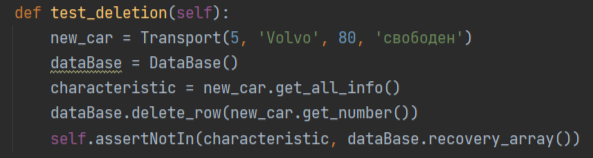 def test_deletion(self):
new_car = Transport(5, 'Volvo', 80, 'свободен')
dataBase = DataBase()
characteristic = new_car.get_all_info()
dataBase.delete_row(new_car.get_number())
self.assertNotIn(characteristic, dataBase.recovery_array())